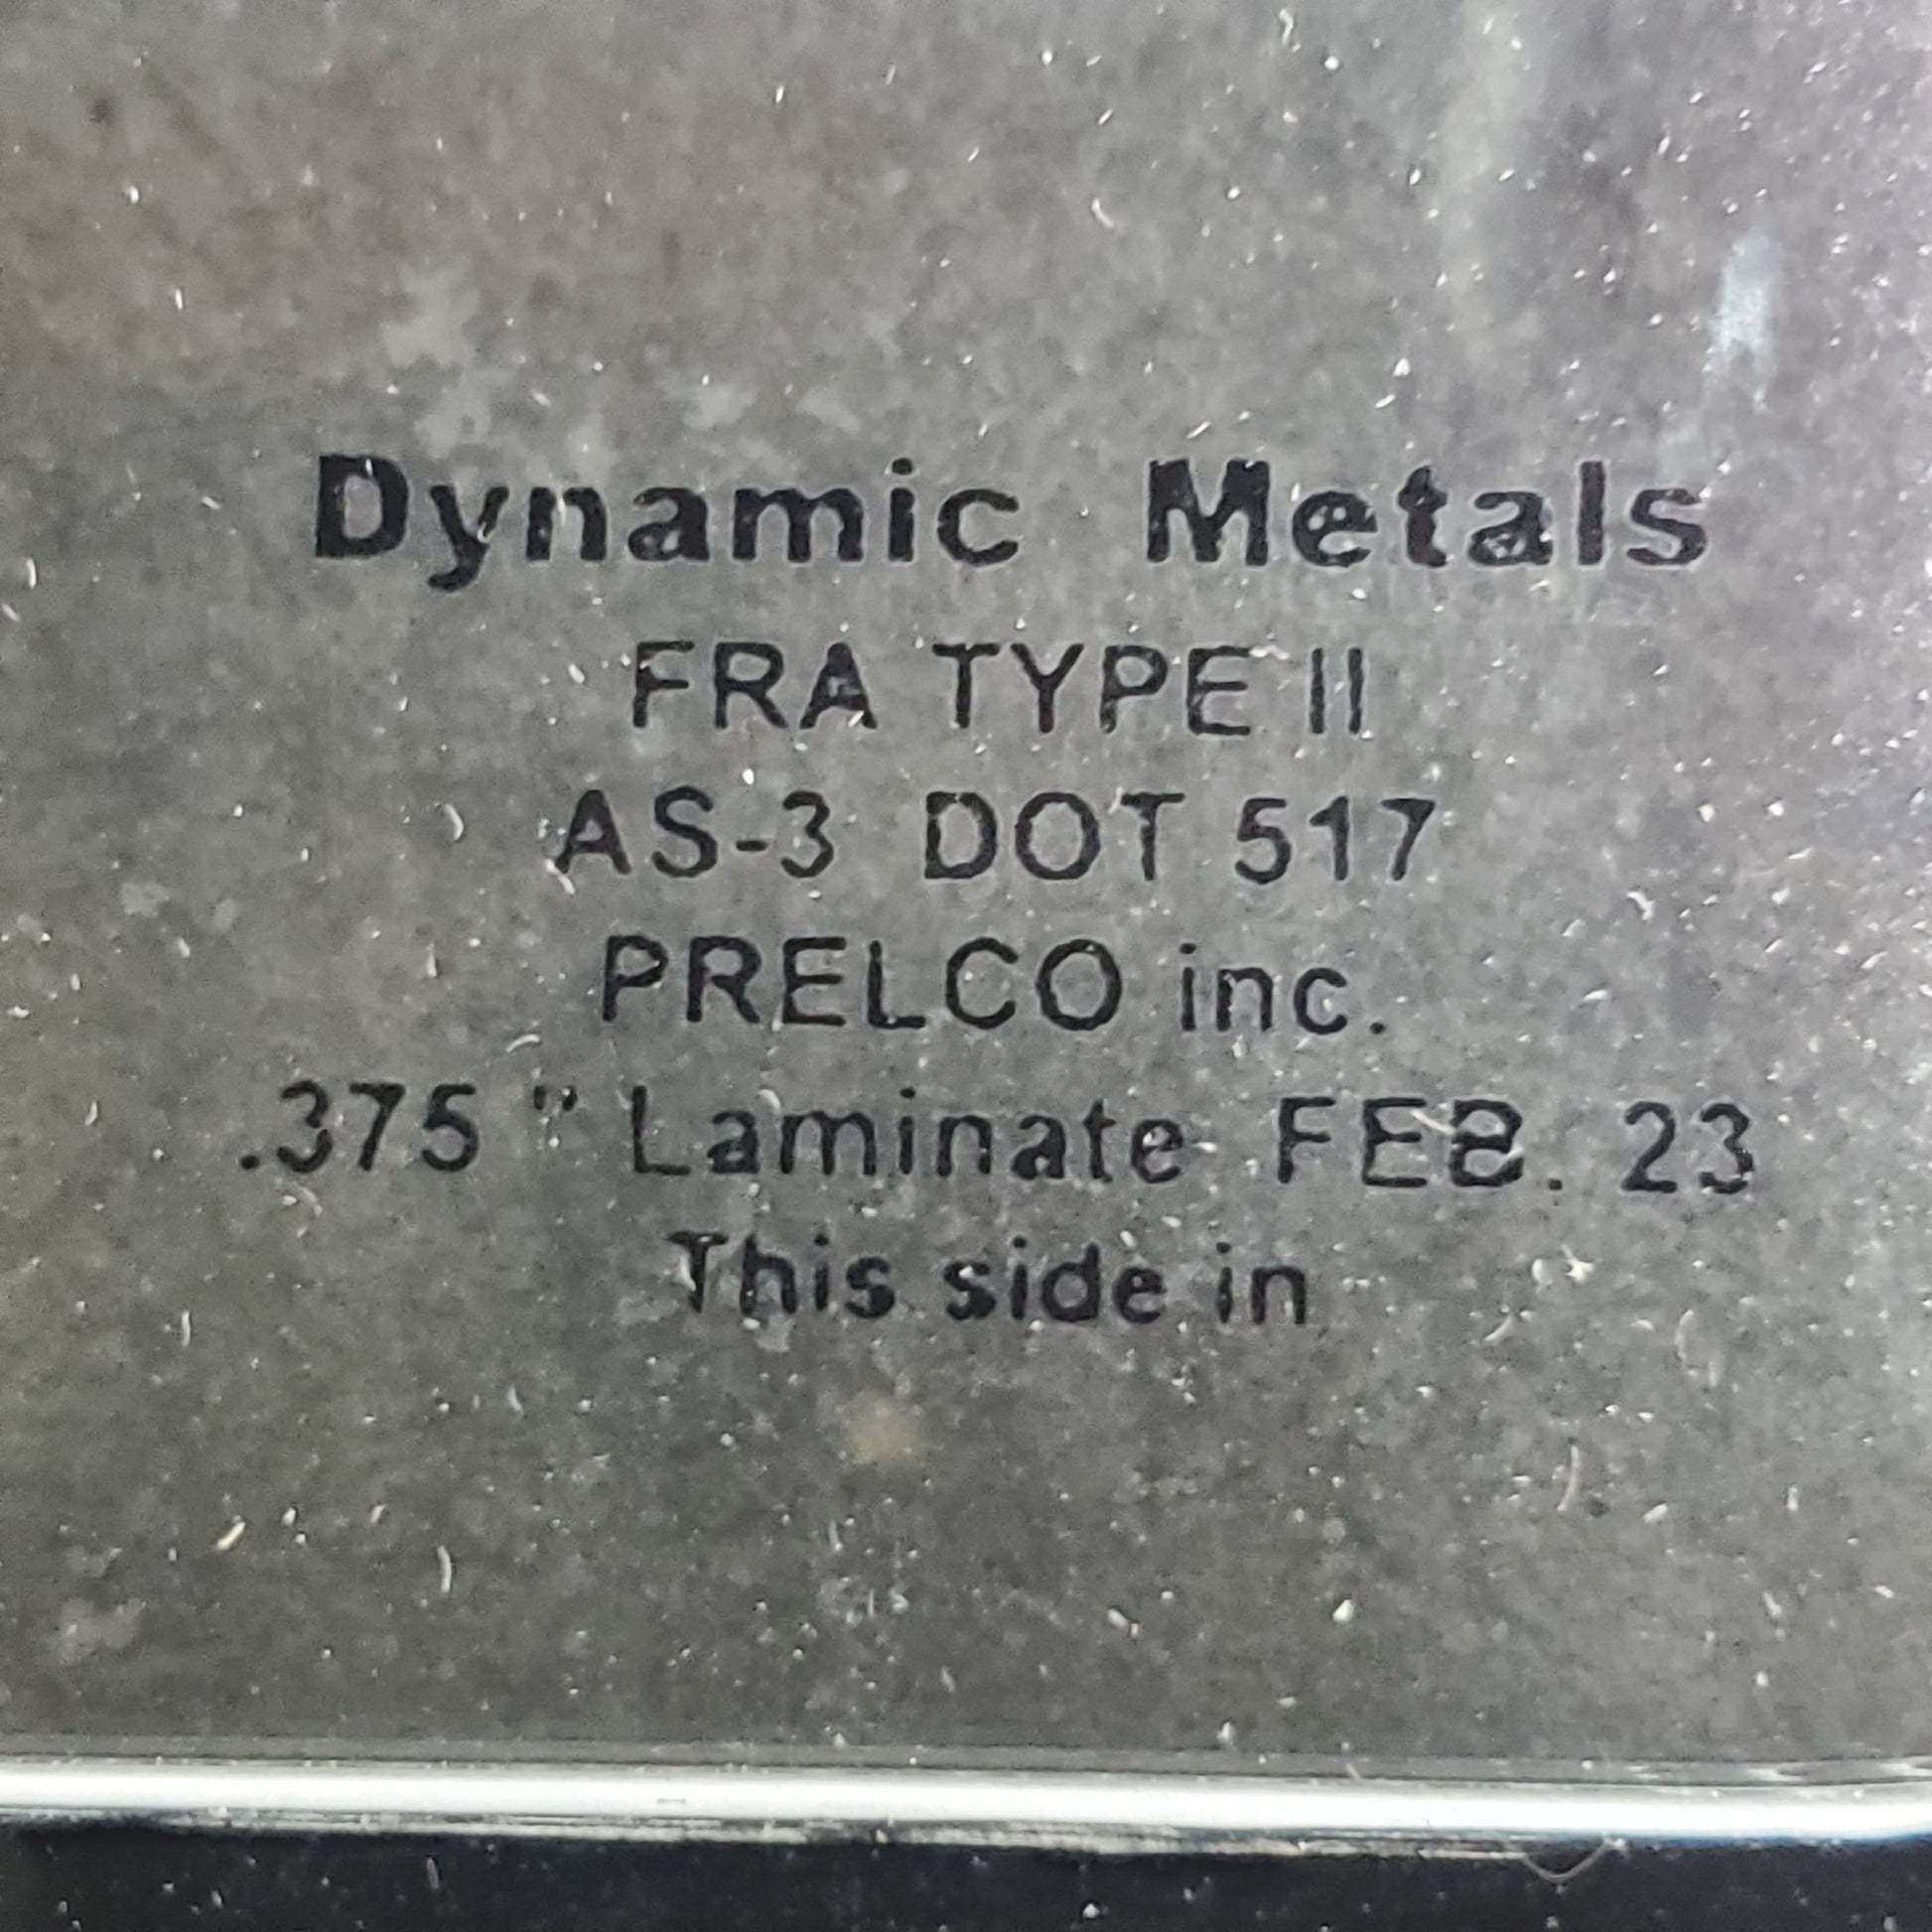 Dynamic Metals
FRA TYPE II
AS-3 DOT 517
PRELCO inc.
.375 " Laminate FEB. 23
This side in